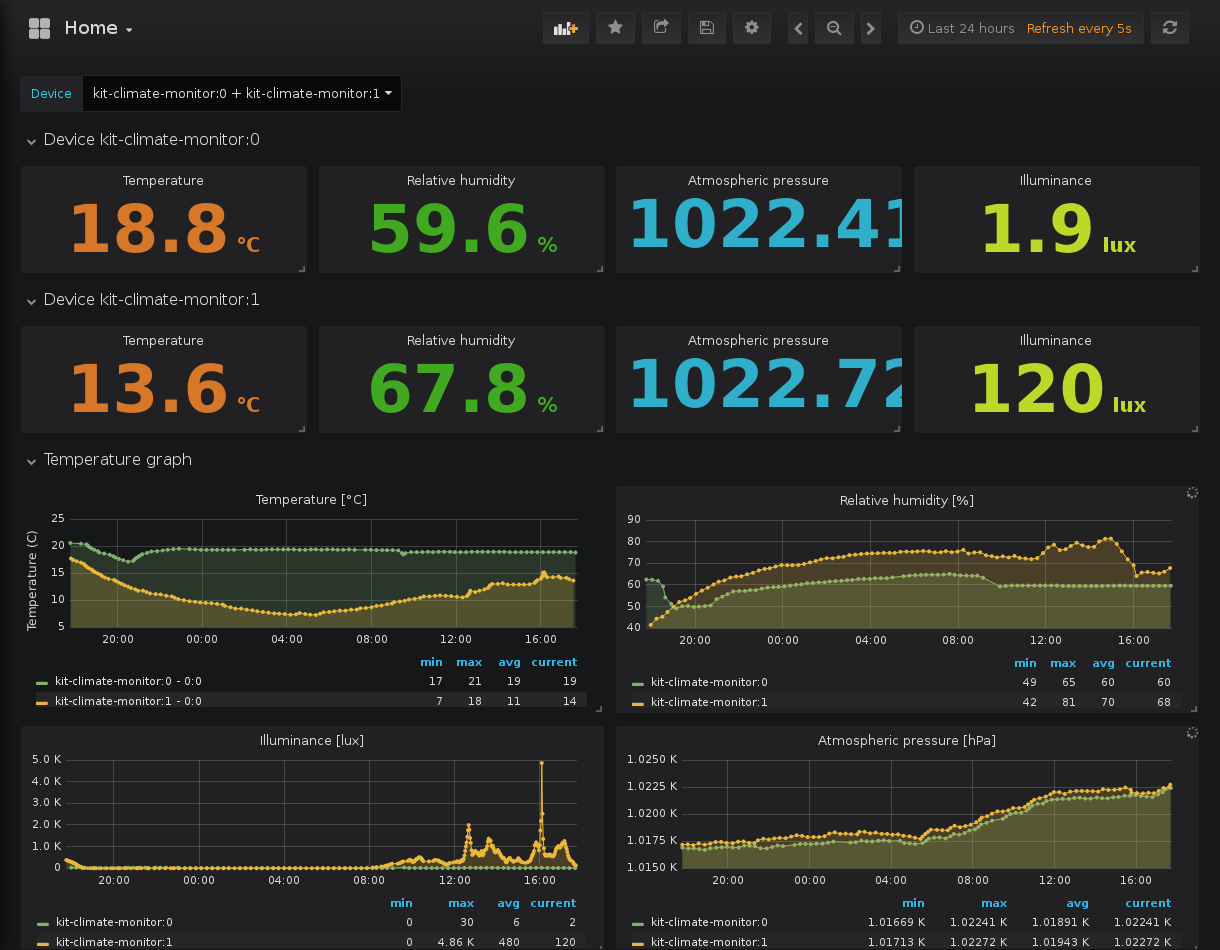 Home
Last 24 hours Refresh every 5s
Device kit-climate-monitor:0 + kit-climate-monitor:1
Device kit-climate-monitor:0
Temperature Relative humidity Atmospheric pressure Illuminance
18.8 °C 59.6 % 1022.41 1.9 lux
Device kit-climate-monitor:1
Temperature Relative humidity Atmospheric pressure Illuminance
13.6 °C 67.8 % 1022.72 120 lux
Temperature graph
Temperature [°C]
Temperature (C)
25
20
15
10
5
20:00 00:00 04:00 08:00 12:00 16:00
min max avg current
kit-climate-monitor:0 - 0:0 17 21 19 19
kit-climate-monitor:1 - 0:0 7 18 11 14
Relative humidity [%]
90
80
70
60
50
40
20:00 00:00 04:00 08:00 12:00 16:00
min max avg current
kit-climate-monitor:0 49 65 60 60
kit-climate-monitor:1 42 81 70 68
Illuminance [lux]
5.0 K
4.0 K
3.0 K
2.0 K
1.0 K
0
20:00 00:00 04:00 08:00 12:00 16:00
min max avg current
kit-climate-monitor:0 0 30 6 2
kit-climate-monitor:1 0 4.86 K 480 120
Atmospheric pressure [hPa]
1.0250 K
1.0225 K
1.0200 K
1.0175 K
1.0150 K
20:00 00:00 04:00 08:00 12:00 16:00
min max avg current
kit-climate-monitor:0 1.01669 K 1.02241 K 1.01891 K 1.02241 K
kit-climate-monitor:1 1.01713 K 1.02272 K 1.01943 K 1.02272 K